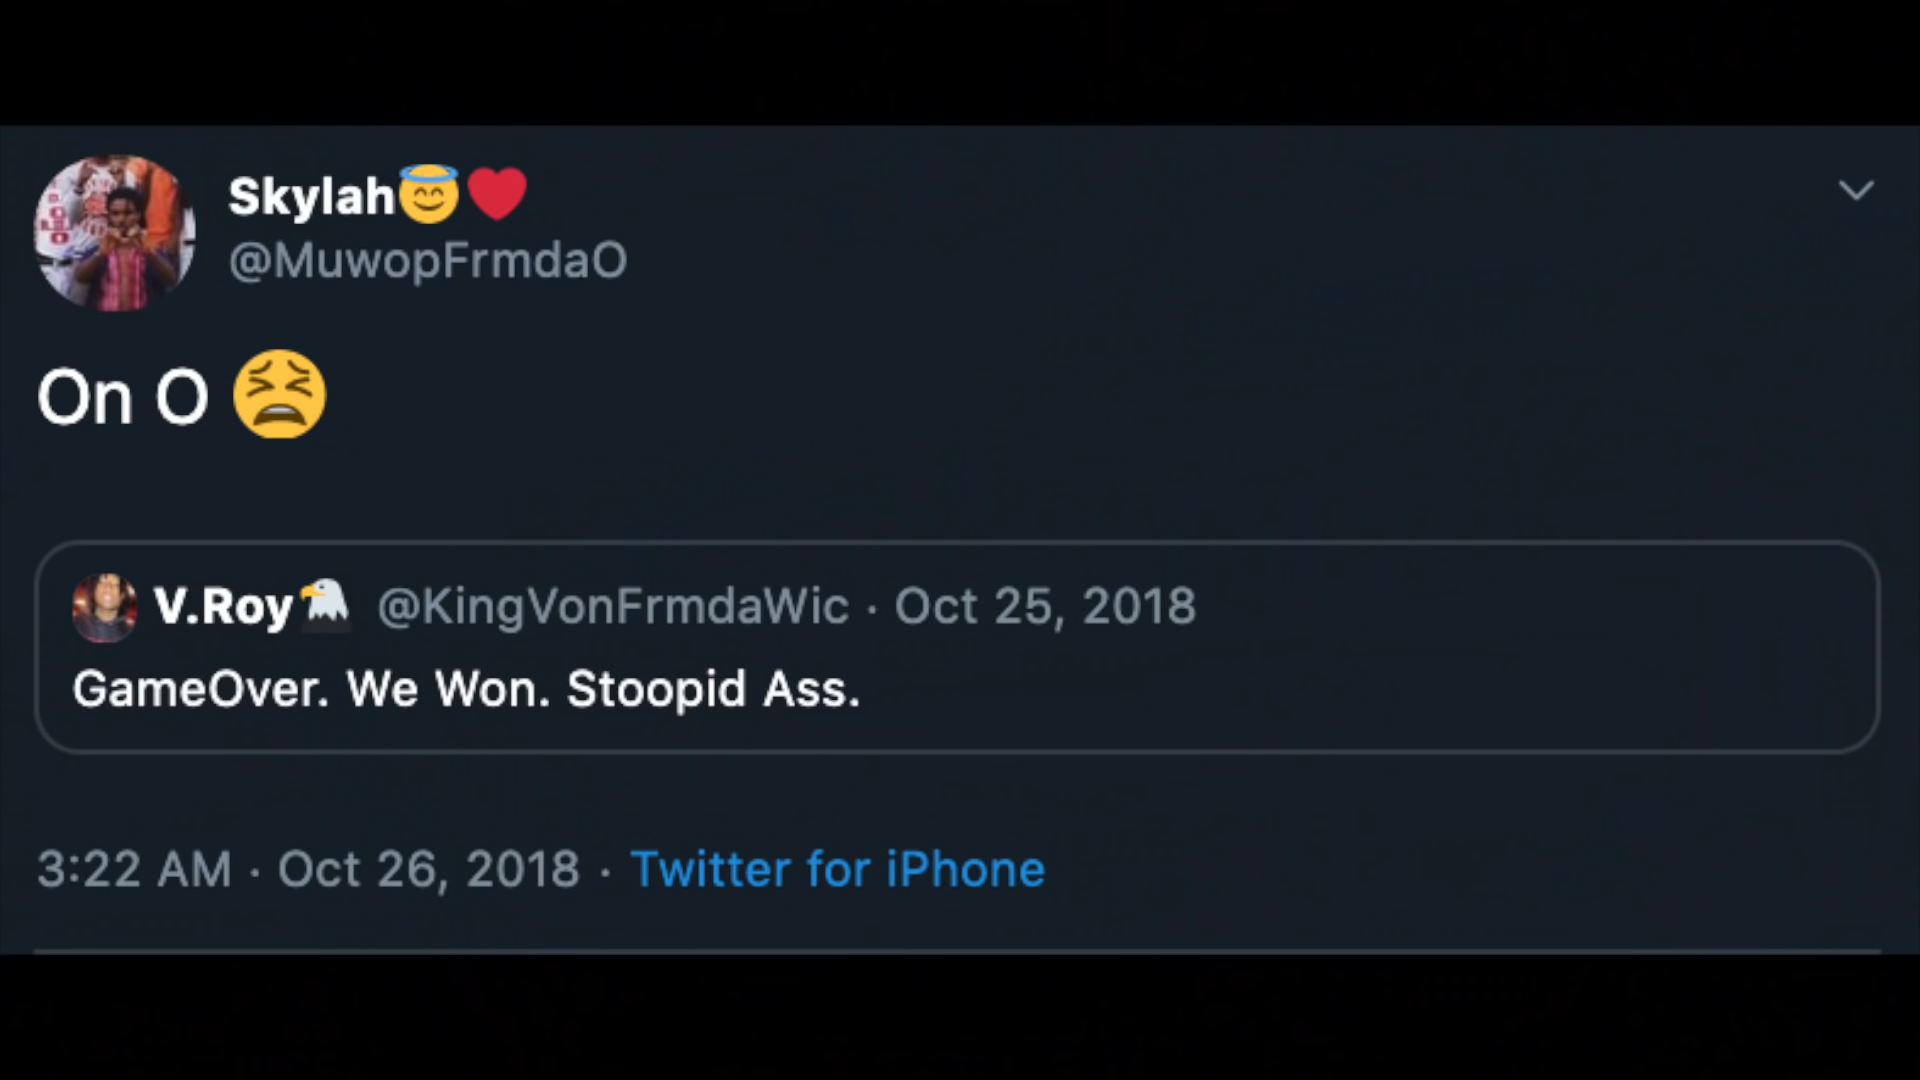 Skylah😇❤️
@MuwopFrmdaO
On O 😫
V.Roy🦅 @KingVonFrmdaWic · Oct 25, 2018
GameOver. We Won. Stoopid Ass.
3:22 AM · Oct 26, 2018 · Twitter for iPhone